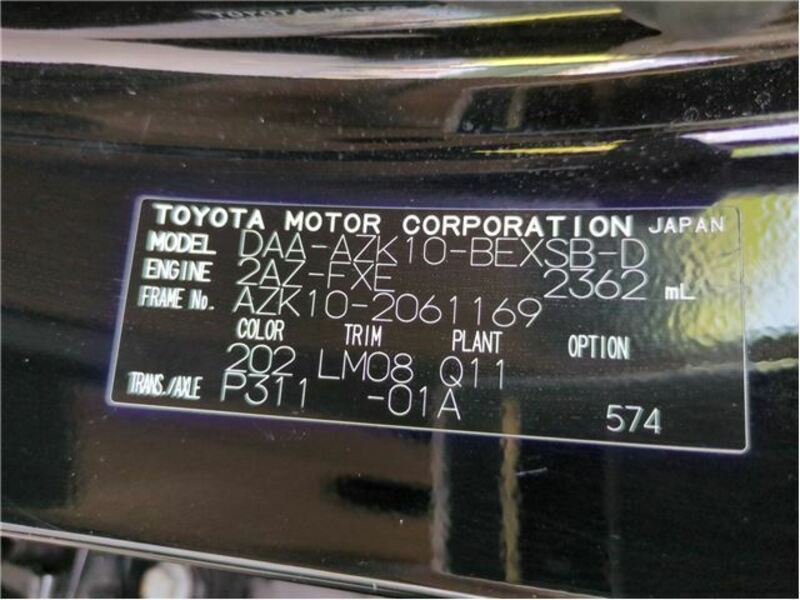 TOYOTA MOTOR CORPORATION JAPAN
MODEL DAA-AZK10-BEXSB-D
ENGINE 2AZ-FXE 2362 mL
FRAME No. AZK10-2061169
COLOR TRIM PLANT OPTION
202 LM08 Q11
TRANS./AXLE P311 -01A 574